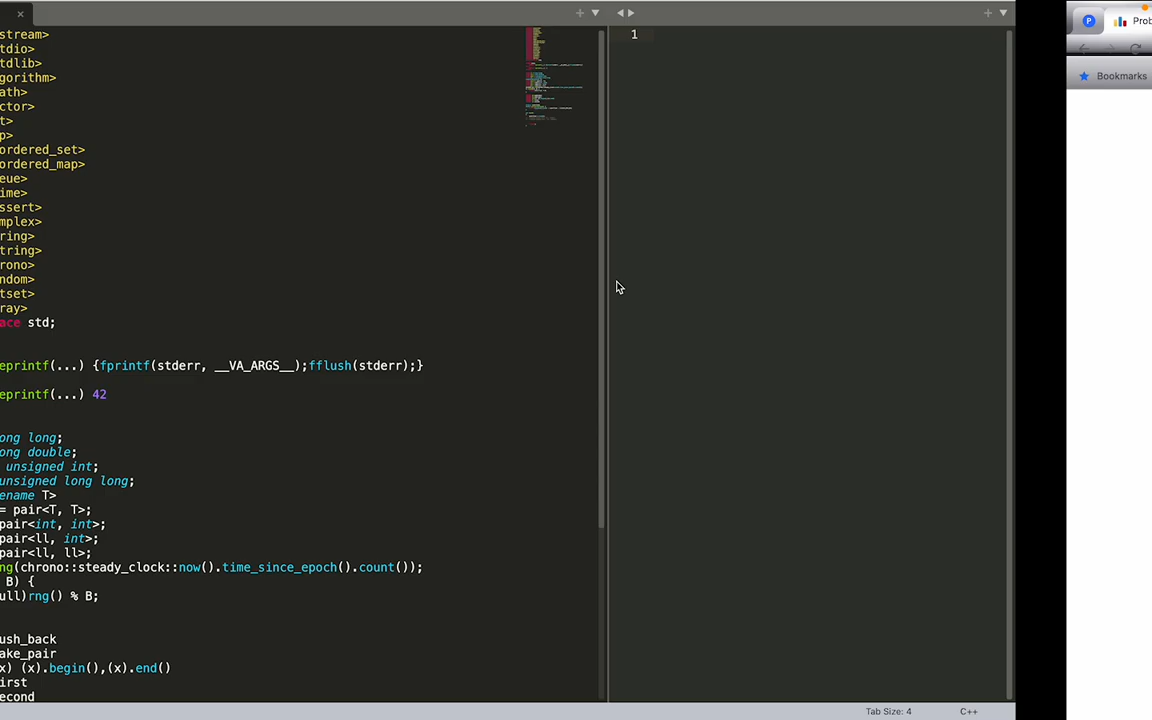 stream>
tdio>
tdlib>
gorithm>
ath>
ctor>
t>
p>
ordered_set>
ordered_map>
eue>
ime>
ssert>
mplex>
ring>
tring>
rono>
ndom>
tset>
ray>
ace std;
eprintf(...) {fprintf(stderr, __VA_ARGS__);fflush(stderr);}
eprintf(...) 42
ong long;
ong double;
unsigned int;
unsigned long long;
ename T>
= pair<T, T>;
pair<int, int>;
pair<ll, int>;
pair<ll, ll>;
ng(chrono::steady_clock::now().time_since_epoch().count());
B) {
ull)rng() % B;
ush_back
ake_pair
x) (x).begin(),(x).end()
irst
econd
1
Tab Size: 4
C++
P
Prob
Bookmarks